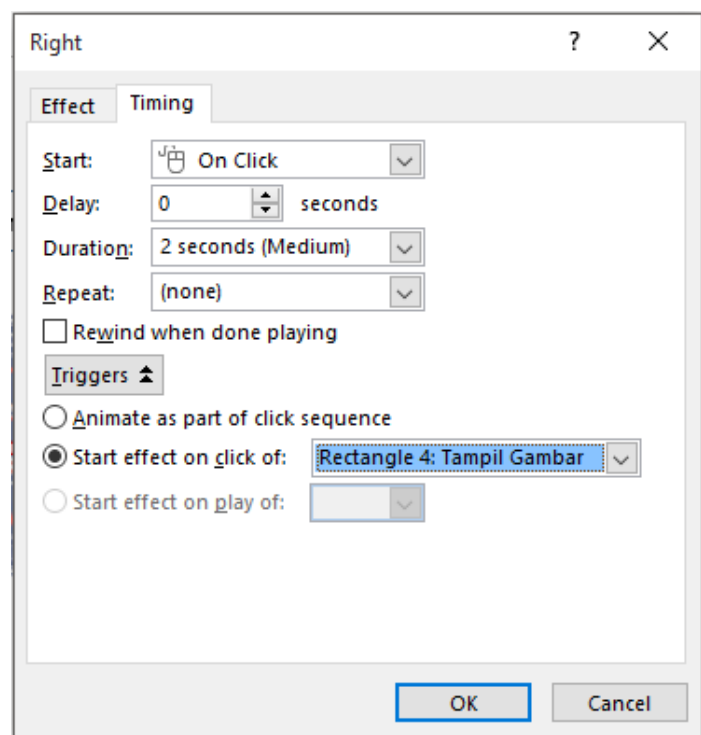 Right
Effect Timing
Start: On Click
Delay: 0 seconds
Duration: 2 seconds (Medium)
Repeat: (none)
Rewind when done playing
Triggers
Animate as part of click sequence
Start effect on click of: Rectangle 4: Tampil Gambar
Start effect on play of:
OK Cancel